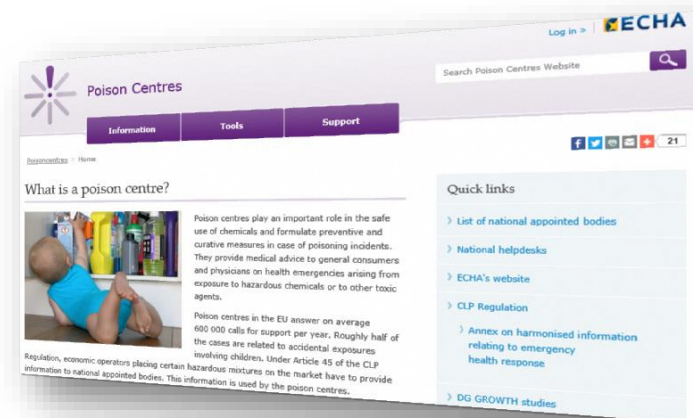 Log in >
ECHA
Poison Centres
Search Poison Centres Website
Information
Tools
Support
21
Poisoncentres > Home
What is a poison centre?
Poison centres play an important role in the safe
use of chemicals and formulate preventive and
curative measures in case of poisoning incidents.
They provide medical advice to general consumers
and physicians on health emergencies arising from
exposure to hazardous chemicals or to other toxic
agents.
Poison centres in the EU answer on average
600 000 calls for support per year. Roughly half of
the cases are related to accidental exposures
involving children. Under Article 45 of the CLP
Regulation, economic operators placing certain hazardous mixtures on the market have to provide
information to national appointed bodies. This information is used by the poison centres.
Quick links
List of national appointed bodies
National helpdesks
ECHA's website
CLP Regulation
Annex on harmonised information
relating to emergency
health response
DG GROWTH studies